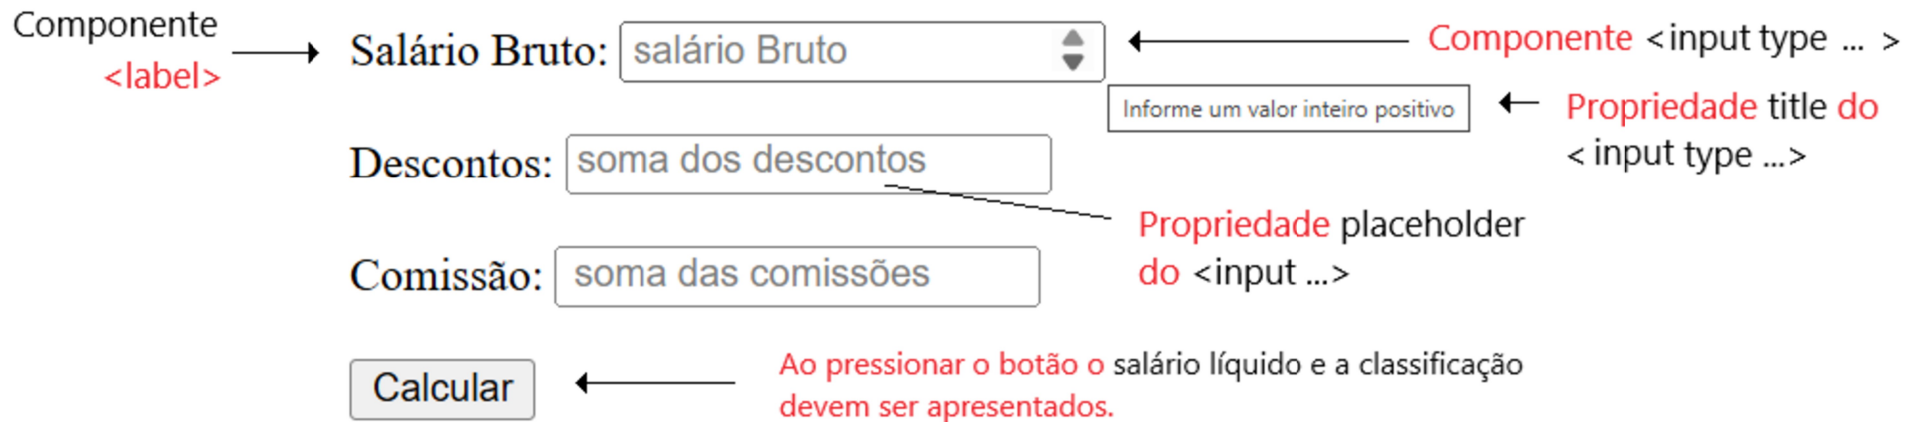 Componente
<label>
Salário Bruto: salário Bruto
Componente <input type ... >
Informe um valor inteiro positivo
Propriedade title do
< input type ...>
Descontos: soma dos descontos
Propriedade placeholder
do <input ...>
Comissão: soma das comissões
Calcular
Ao pressionar o botão o salário líquido e a classificação
devem ser apresentados.